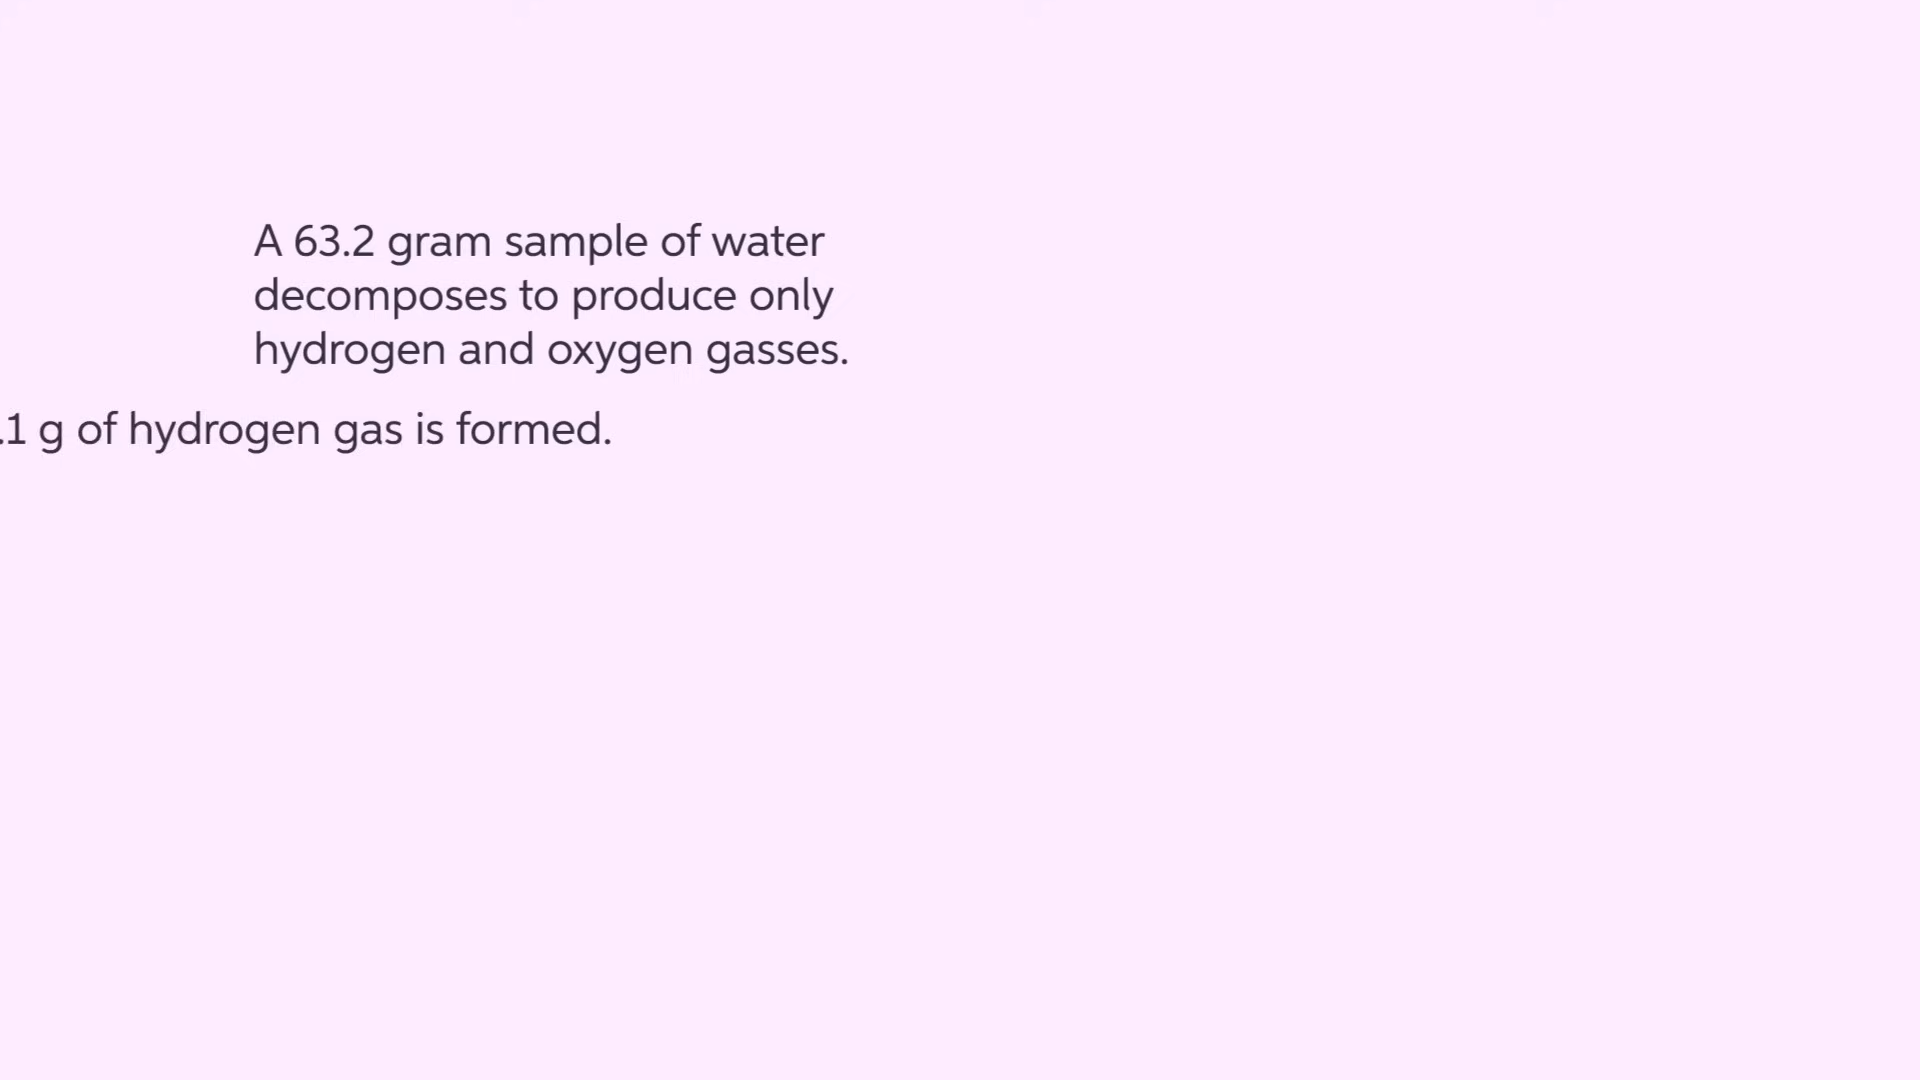 A 63.2 gram sample of water
decomposes to produce only
hydrogen and oxygen gasses.
.1 g of hydrogen gas is formed.